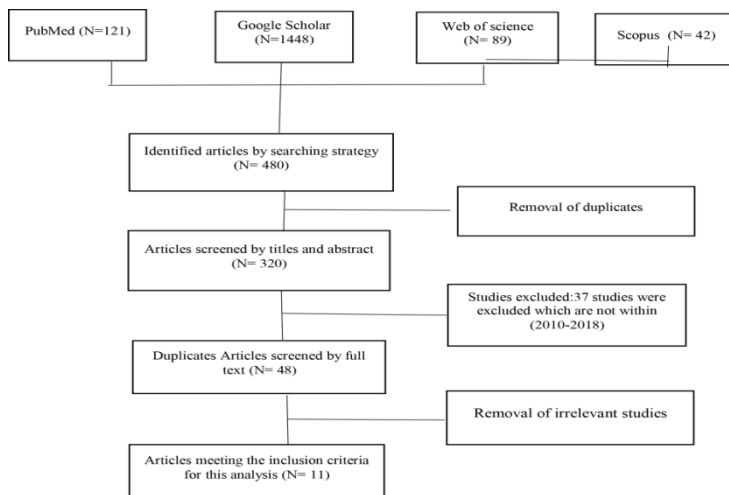 PubMed (N=121)
Google Scholar
(N=1448)
Web of science
(N= 89)
Scopus (N= 42)
Identified articles by searching strategy
(N= 480)
Removal of duplicates
Articles screened by titles and abstract
N= 320)
Studies excluded:37 studies were
excluded which are not within
(2010-2018)
Duplicates Articles screened by full
text (N= 48)
Removal of irrelevant studies
Articles meeting the inclusion criteria
for this analysis (N= 11)